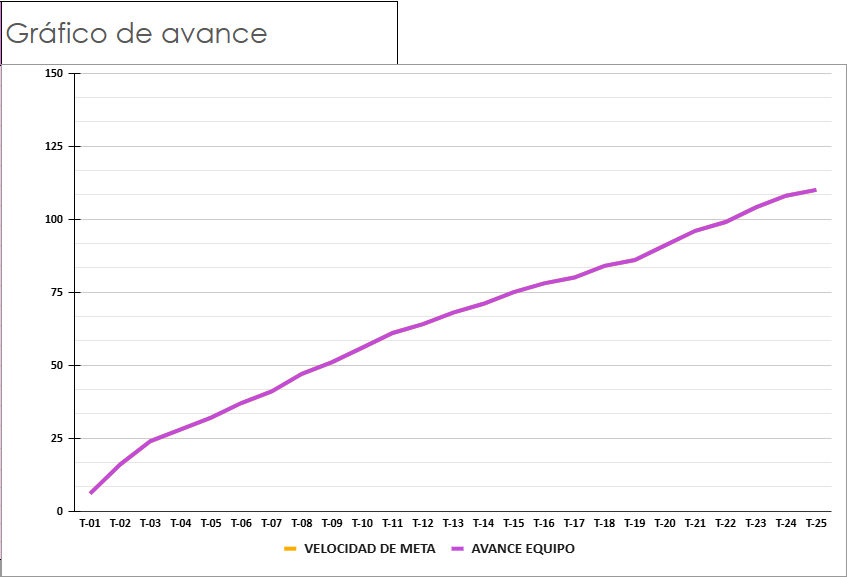 Gráfico de avance
150
125
100
75
50
25
0
T-01 T-02 T-03 T-04 T-05 T-06 T-07 T-08 T-09 T-10 T-11 T-12 T-13 T-14 T-15 T-16 T-17 T-18 T-19 T-20 T-21 T-22 T-23 T-24 T-25
VELOCIDAD DE META AVANCE EQUIPO